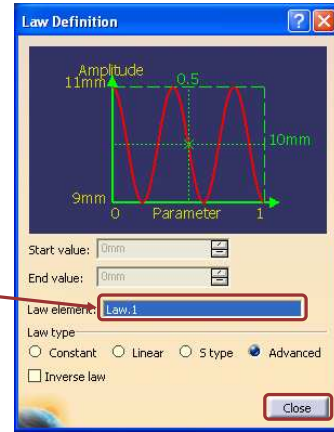 Law Definition
Amplitude
11mm
0.5
10mm
9mm
0 Parameter 1
Start value: 0mm
End value: 0mm
Law element: Law.1
Law type
Constant Linear S type Advanced
Inverse law
Close